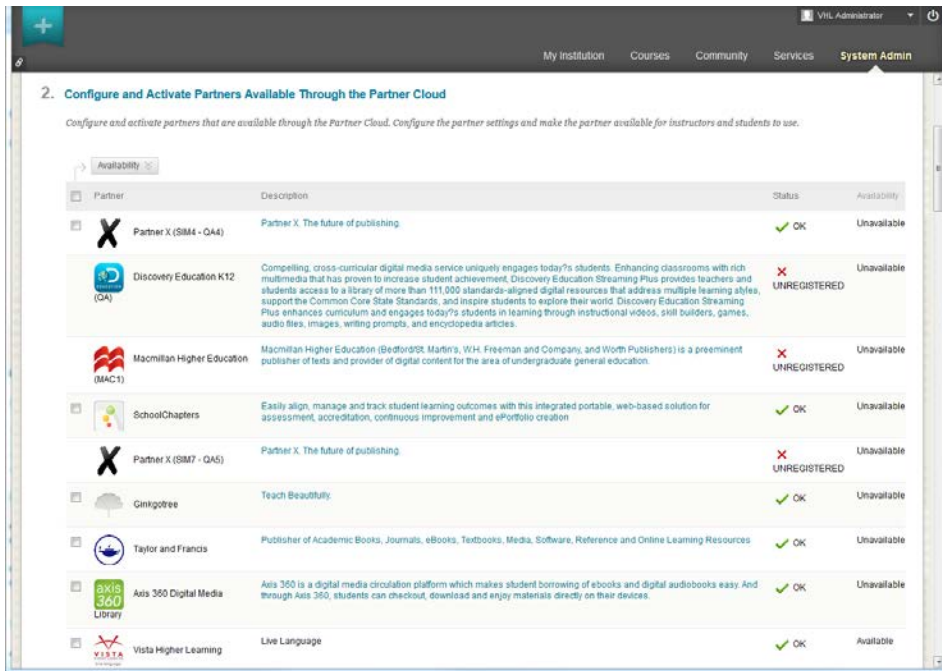 VHL Administrator
My Institution Courses Community Services System Admin
2. Configure and Activate Partners Available Through the Partner Cloud
Configure and activate partners that are available through the Partner Cloud. Configure the partner settings and make the partner available for instructors and students to use.
Availability
Partner Description Status Availability
Partner X (SIM4 - QA4) Partner X. The future of publishing. OK Unavailable
Discovery Education K12
EDUCATION
(QA)
Compelling, cross-curricular digital media service uniquely engages today?s students. Enhancing classrooms with rich
multimedia that has proven to increase student achievement, Discovery Education Streaming Plus provides teachers and
students access to a library of more than 111,000 standards-aligned digital resources that address multiple learning styles,
support the Common Core State Standards, and inspire students to explore their world. Discovery Education Streaming
Plus enhances curriculum and engages today?s students in learning through instructional videos, skill builders, games,
audio files, images, writing prompts, and encyclopedia articles.
UNREGISTERED Unavailable
Macmillan Higher Education
(MAC1)
Macmillan Higher Education (Bedford/St. Martin's, W.H. Freeman and Company, and Worth Publishers) is a preeminent
publisher of texts and provider of digital content for the area of undergraduate general education.
UNREGISTERED Unavailable
SchoolChapters
Easily align, manage and track student learning outcomes with this integrated portable, web-based solution for
assessment, accreditation, continuous improvement and ePortfolio creation
OK Unavailable
Partner X (SIM7 - QA5) Partner X. The future of publishing. UNREGISTERED Unavailable
Ginkgotree Teach Beautifully. OK Unavailable
Taylor and Francis Publisher of Academic Books, Journals, eBooks, Textbooks, Media, Software, Reference and Online Learning Resources OK Unavailable
axis
360
Library
Axis 360 Digital Media
Axis 360 is a digital media circulation platform which makes student borrowing of ebooks and digital audiobooks easy. And
through Axis 360, students can checkout, download and enjoy materials directly on their devices.
OK Unavailable
VISTA
Vista Higher Learning Live Language OK Available